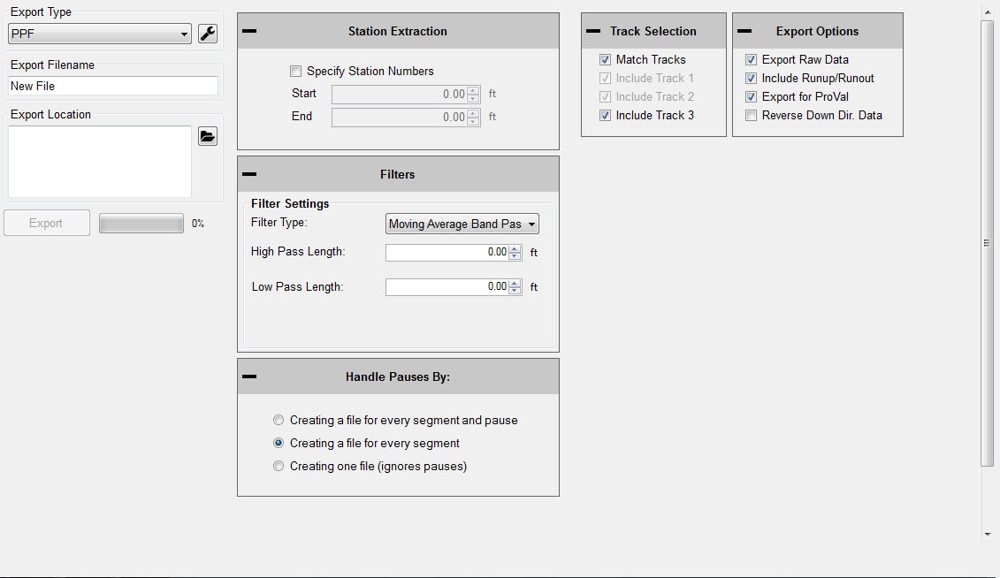 Export Type
PPF
Export Filename
New File
Export Location
Export
0%
Station Extraction
Specify Station Numbers
Start 0.00 ft
End 0.00 ft
Filters
Filter Settings
Filter Type: Moving Average Band Pas
High Pass Length: 0.00 ft
Low Pass Length: 0.00 ft
Handle Pauses By:
Creating a file for every segment and pause
Creating a file for every segment
Creating one file (ignores pauses)
Track Selection
Match Tracks
Include Track 1
Include Track 2
Include Track 3
Export Options
Export Raw Data
Include Runup/Runout
Export for ProVal
Reverse Down Dir. Data